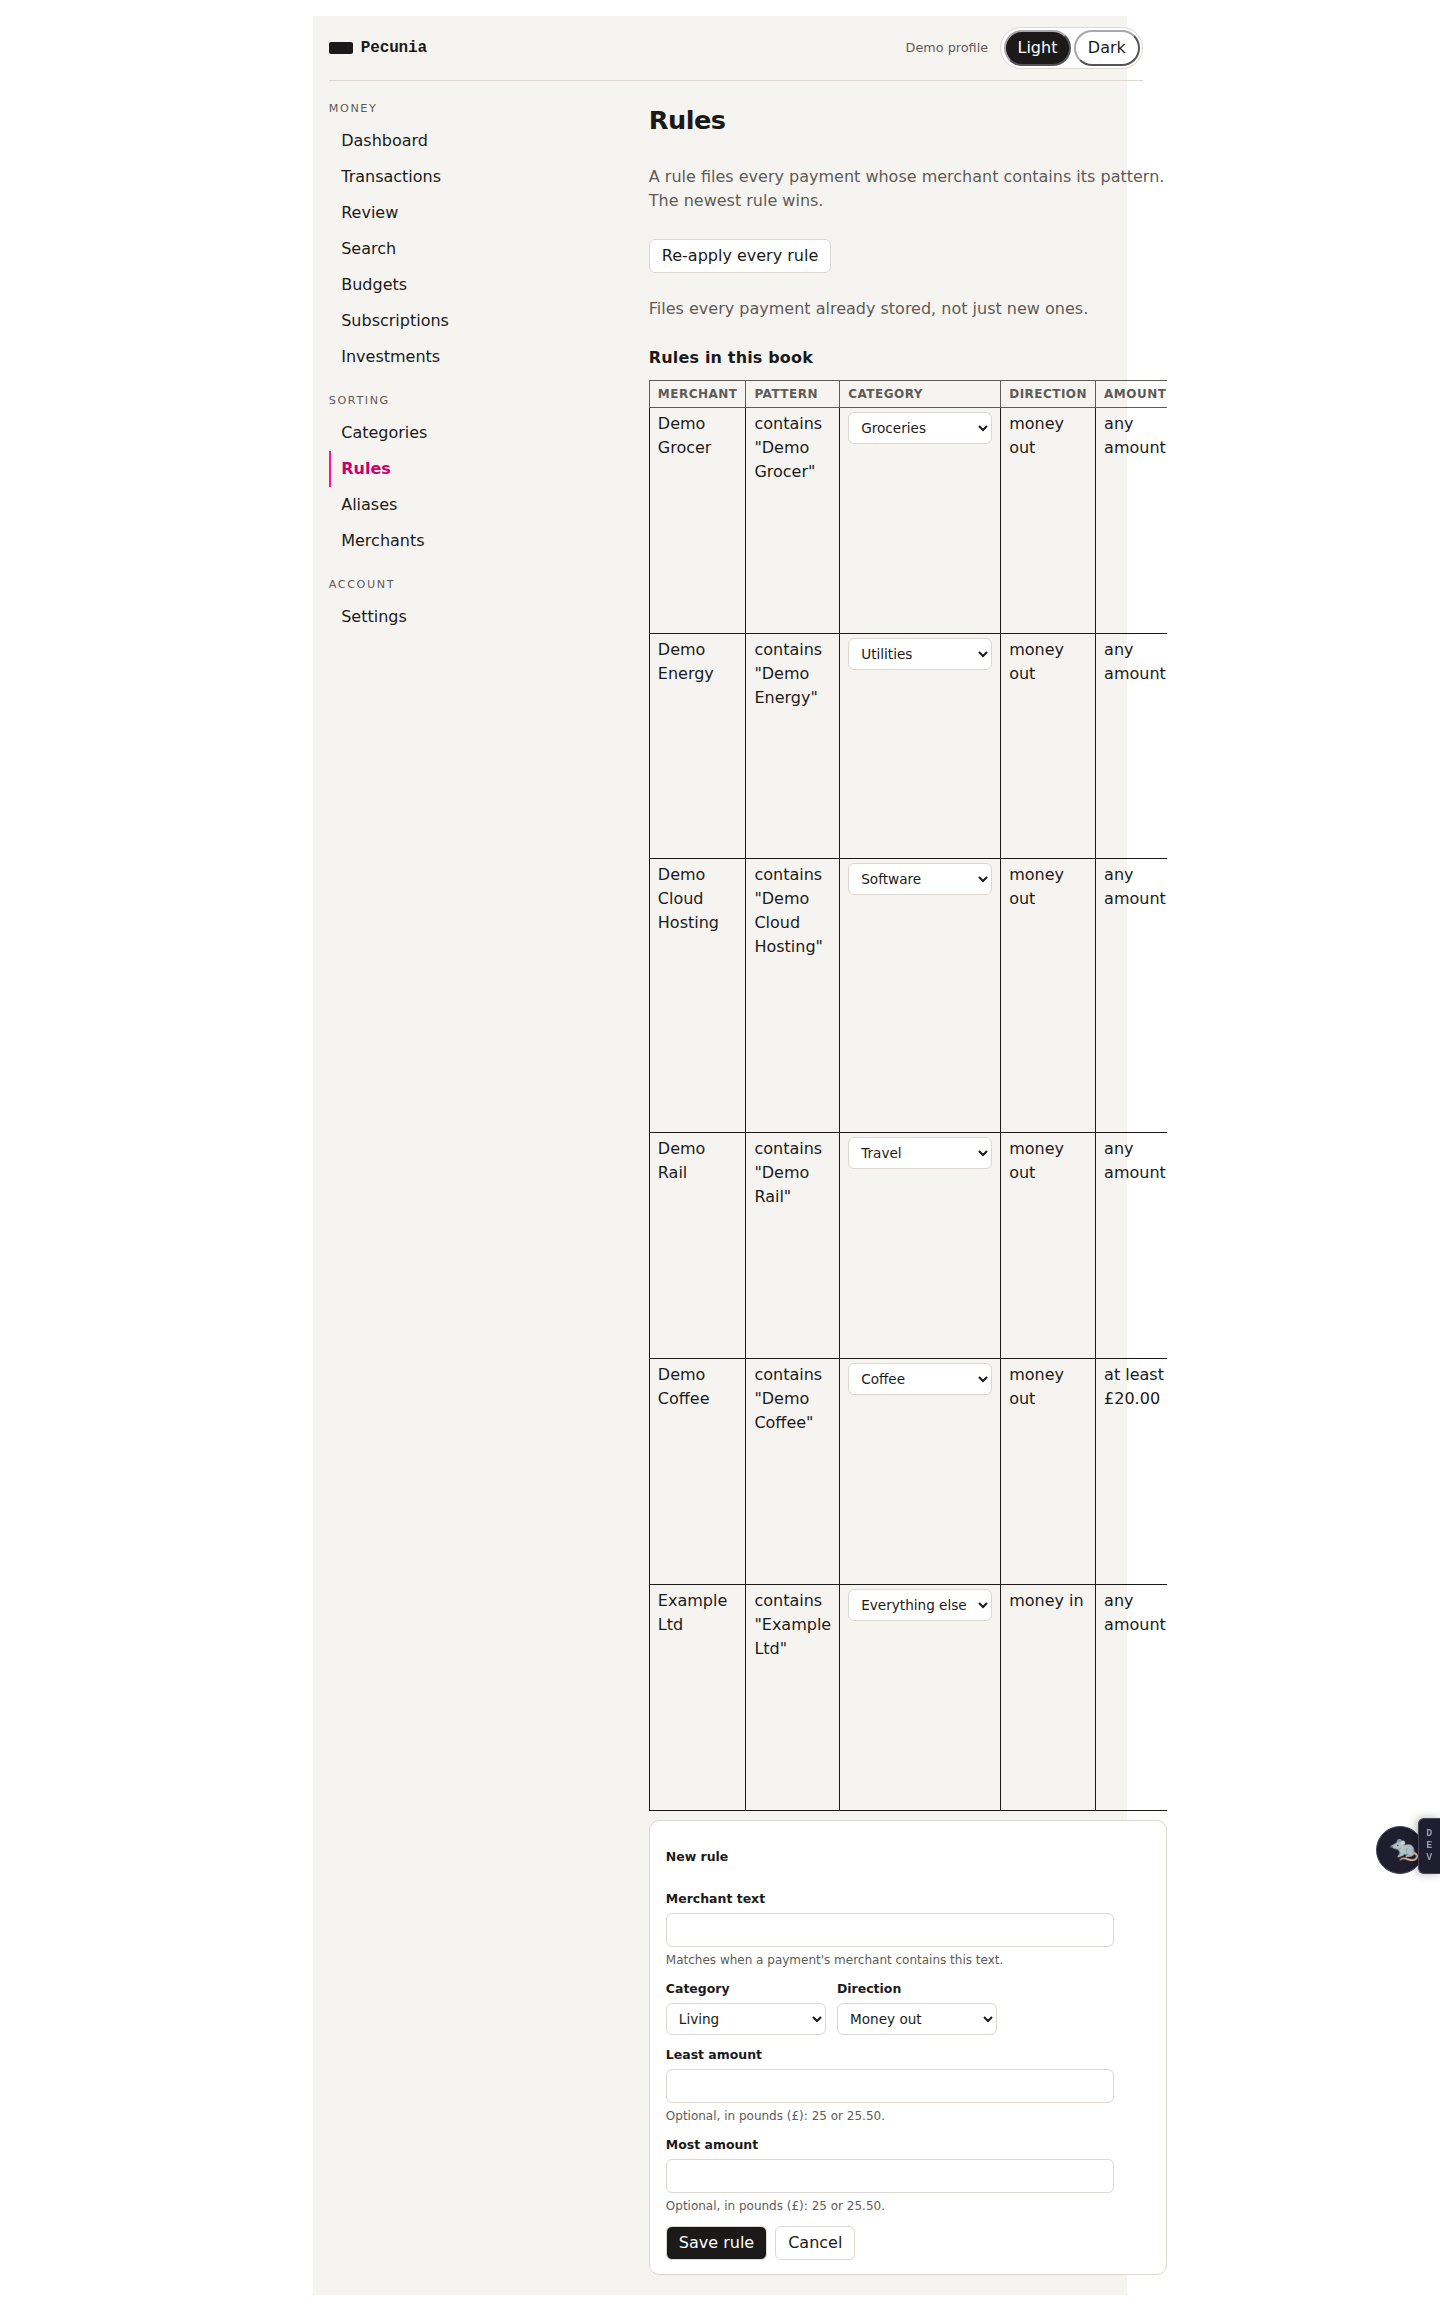 Pecunia
Demo profile
Light
Dark
MONEY
Dashboard
Transactions
Review
Search
Budgets
Subscriptions
Investments
SORTING
Categories
Rules
Aliases
Merchants
ACCOUNT
Settings
Rules
A rule files every payment whose merchant contains its pattern.
The newest rule wins.
Re-apply every rule
Files every payment already stored, not just new ones.
Rules in this book
MERCHANT PATTERN CATEGORY DIRECTION AMOUNT
Demo
Grocer
contains
"Demo
Grocer"
Groceries
money
out
any
amount
Demo
Energy
contains
"Demo
Energy"
Utilities
money
out
any
amount
Demo
Cloud
Hosting
contains
"Demo
Cloud
Hosting"
Software
money
out
any
amount
Demo
Rail
contains
"Demo
Rail"
Travel
money
out
any
amount
Demo
Coffee
contains
"Demo
Coffee"
Coffee
money
out
at least
£20.00
Example
Ltd
contains
"Example
Ltd"
Everything else
money in
any
amount
New rule
Merchant text
Matches when a payment's merchant contains this text.
Category
Direction
Living
Money out
Least amount
Optional, in pounds (£): 25 or 25.50.
Most amount
Optional, in pounds (£): 25 or 25.50.
Save rule
Cancel
DEV